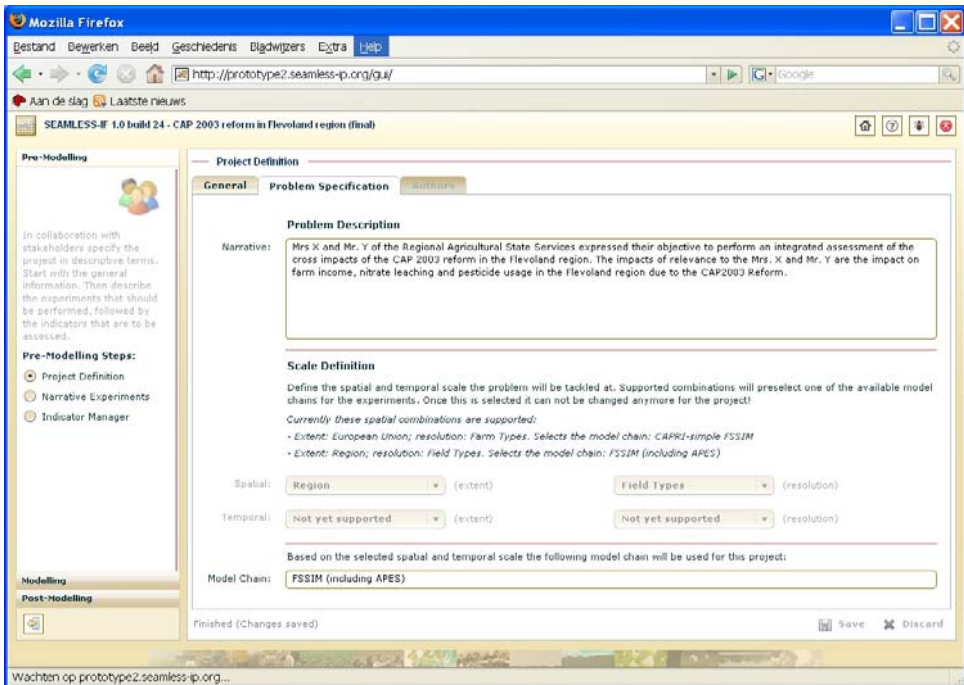 Mozilla Firefox
Bestand Bewerken Beeld Geschiedenis Bladwijzers Extra Help
http://prototype2.seamless-ip.org/gui/
G Google
Aan de slag Laatste nieuws
SEAMLESS-IF 1.0 build 24 - CAP 2003 reform in Flevoland region (final)
Pre-Modelling
In collaboration with
stakeholders specify the
project in descriptive terms.
Start with the general
information. Then describe
the experiments that should
be performed, followed by
the indicators that are to be
assessed.
Pre-Modelling Steps:
Project Definition
Narrative Experiments
Indicator Manager
Modelling
Post-Modelling
Project Definition
General Problem Specification Authors
Problem Description
Narrative:
Mrs X and Mr. Y of the Regional Agricultural State Services expressed their objective to perform an integrated assessment of the
cross impacts of the CAP 2003 reform in the Flevoland region. The impacts of relevance to the Mrs. X and Mr. Y are the impact on
farm income, nitrate leaching and pesticide usage in the Flevoland region due to the CAP2003 Reform.
Scale Definition
Define the spatial and temporal scale the problem will be tackled at. Supported combinations will preselect one of the available model
chains for the experiments. Once this is selected it can not be changed anymore for the project!
Currently these spatial combinations are supported:
- Extent: European Union; resolution: Farm Types. Selects the model chain: CAPRI-simple FSSIM
- Extent: Region; resolution: Field Types. Selects the model chain: FSSIM (including APES)
Spatial: Region (extent) Field Types (resolution)
Temporal: Not yet supported (extent) Not yet supported (resolution)
Based on the selected spatial and temporal scale the following model chain will be used for this project:
Model Chain: FSSIM (including APES)
Finished (Changes saved) Save Discard
Wachten op prototype2.seamless-ip.org...